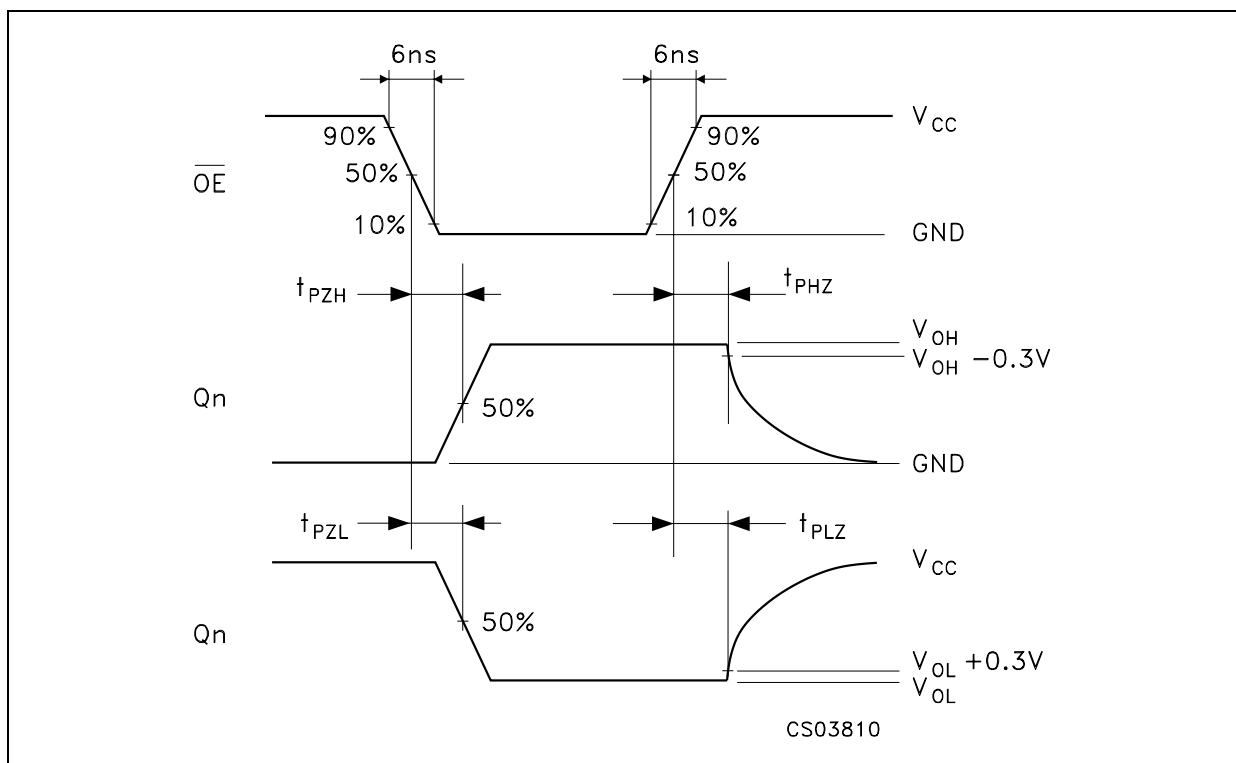 6ns 6ns
V_CC
90% 90%
O̅E̅ 50% 50%
10% 10%
GND
t_PZH t_PHZ
V_OH
V_OH -0.3V
Qn 50%
GND
t_PZL t_PLZ
V_CC
Qn 50%
V_OL +0.3V
V_OL
CS03810